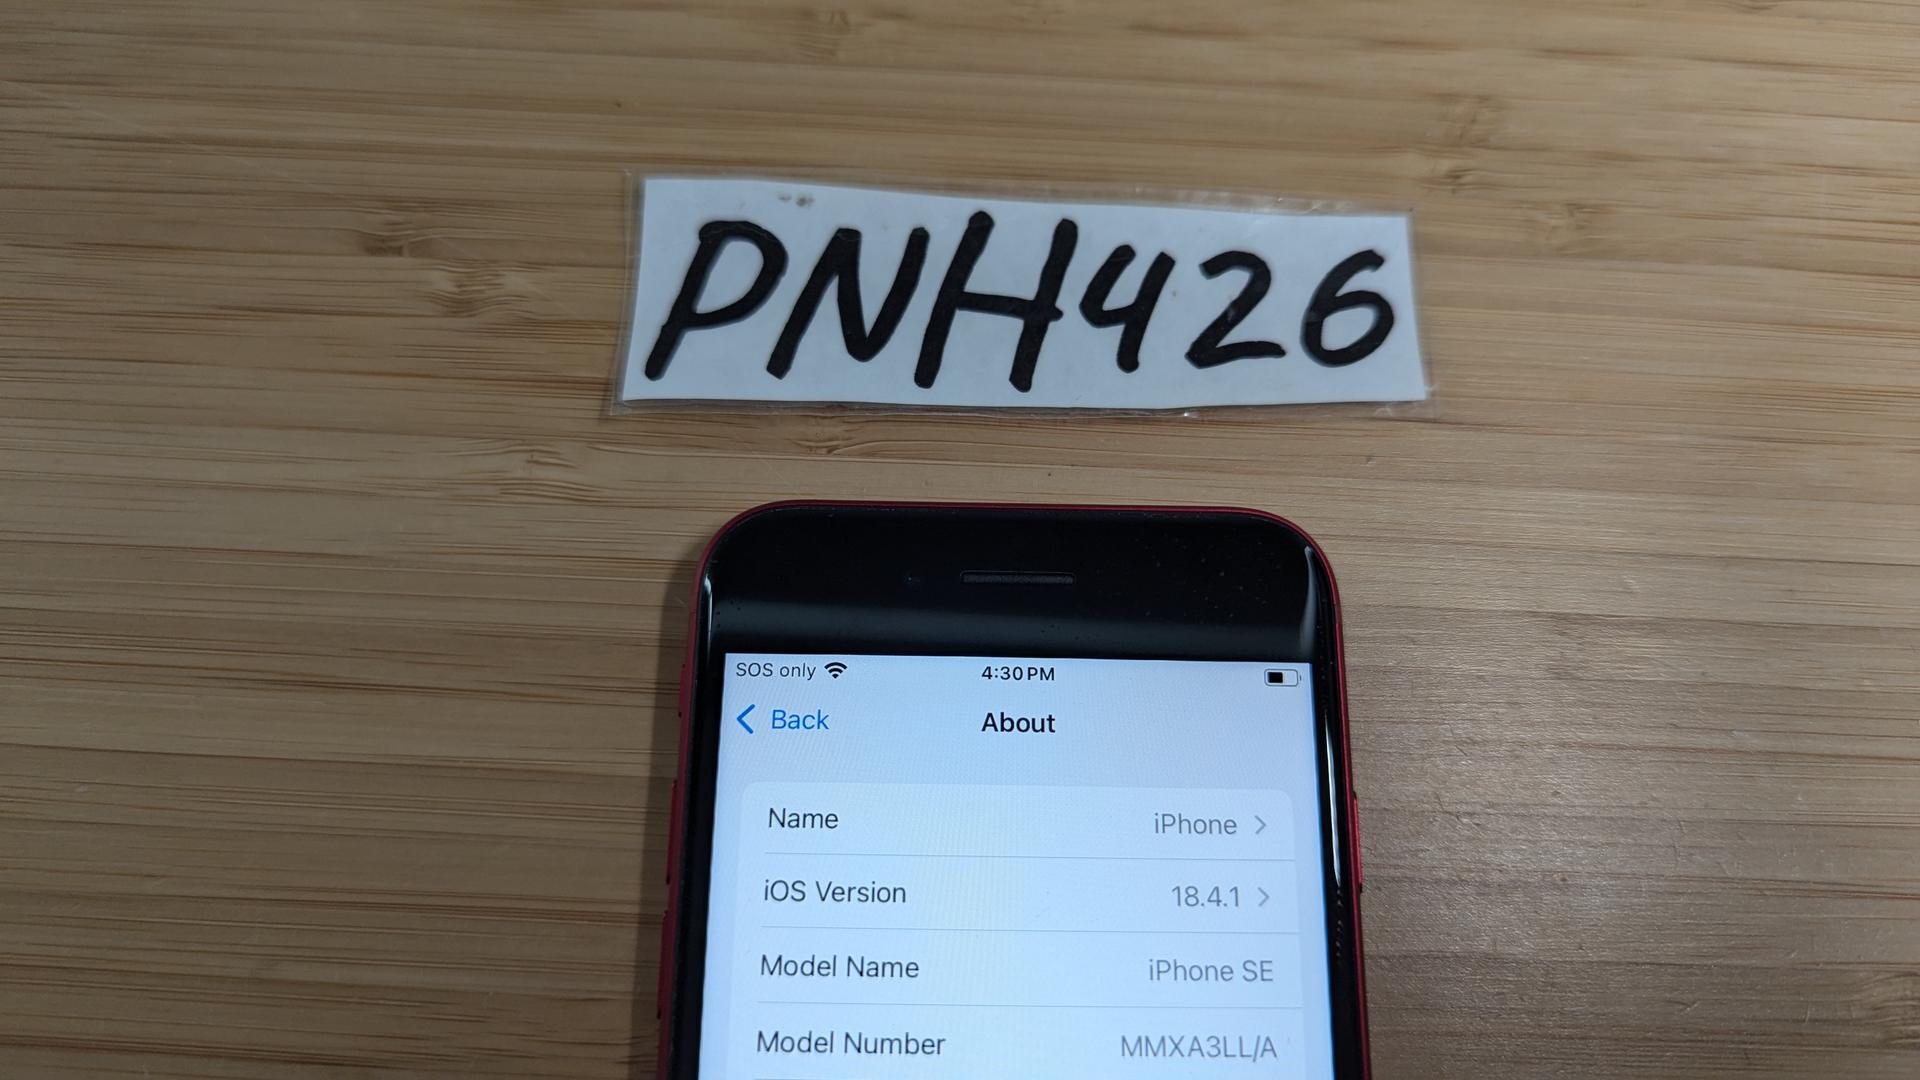 PNH426
SOS only 4:30 PM
Back About
Name iPhone
iOS Version 18.4.1
Model Name iPhone SE
Model Number MMXA3LL/A